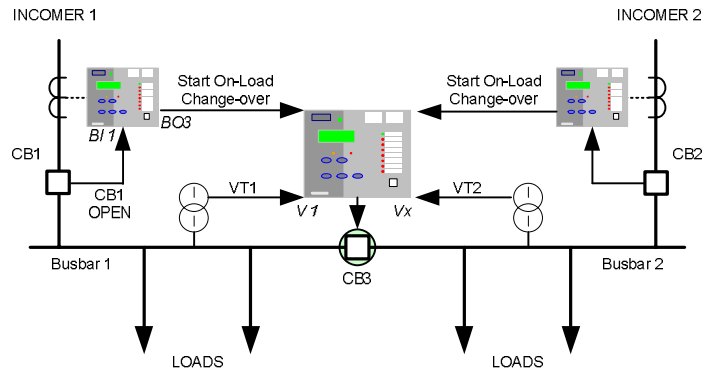 INCOMER 1
INCOMER 2
Start On-Load
Change-over
Start On-Load
Change-over
BI 1
BO3
CB1
CB2
CB1
OPEN
VT1
VT2
V1
Vx
Busbar 1
Busbar 2
CB3
LOADS
LOADS